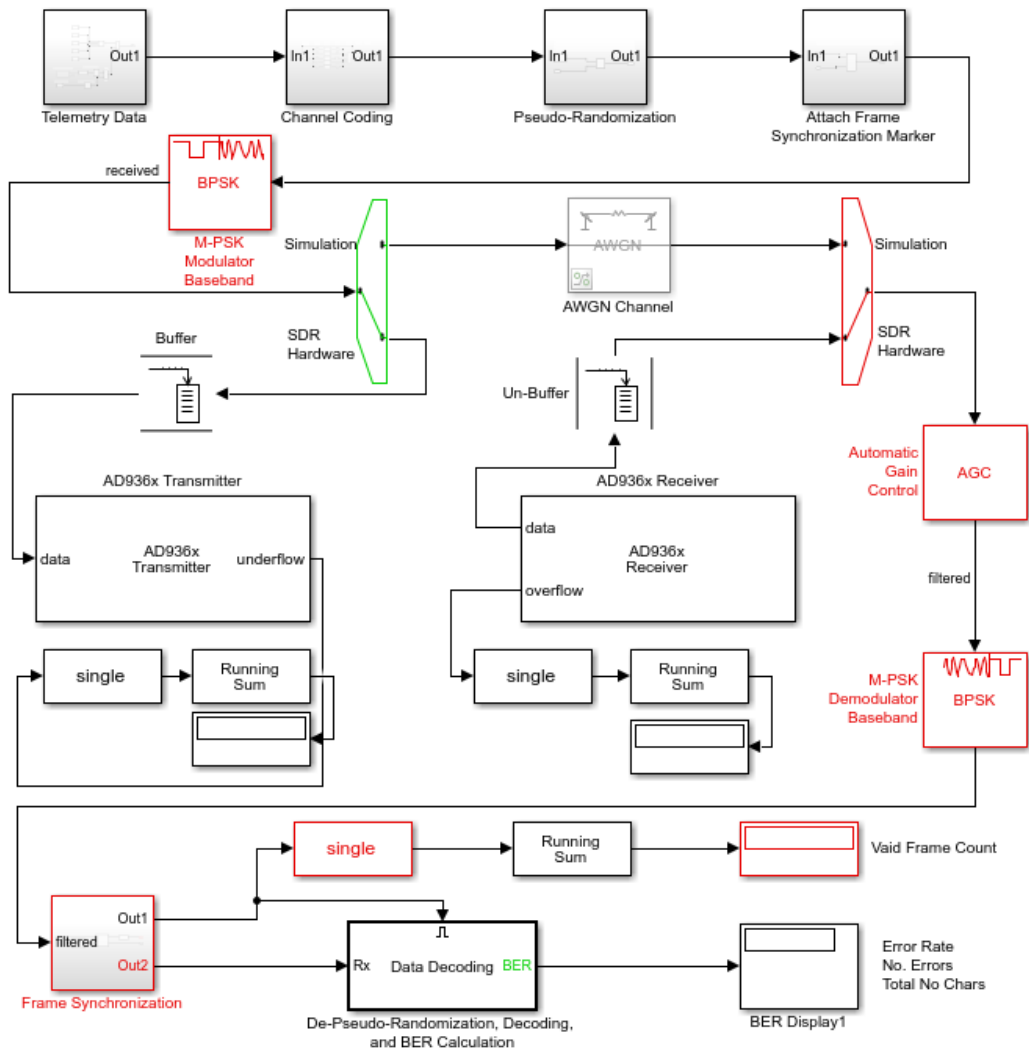 Out1
In1
Out1
In1
Out1
In1
Out1
Telemetry Data
Channel Coding
Pseudo-Randomization
Attach Frame
Synchronization Marker
received
BPSK
M-PSK
Modulator
Baseband
Simulation
AWGN
AWGN Channel
Simulation
SDR
Hardware
SDR
Hardware
Buffer
Un-Buffer
Automatic
Gain
Control
AGC
AD936x Transmitter
data
AD936x
Transmitter
underflow
AD936x Receiver
data
AD936x
Receiver
overflow
filtered
single
Running
Sum
single
Running
Sum
M-PSK
Demodulator
Baseband
BPSK
single
Running
Sum
Vaid Frame Count
Out1
filtered
Out2
Frame Synchronization
Rx
Data Decoding
BER
De-Pseudo-Randomization, Decoding,
and BER Calculation
Error Rate
No. Errors
Total No Chars
BER Display1